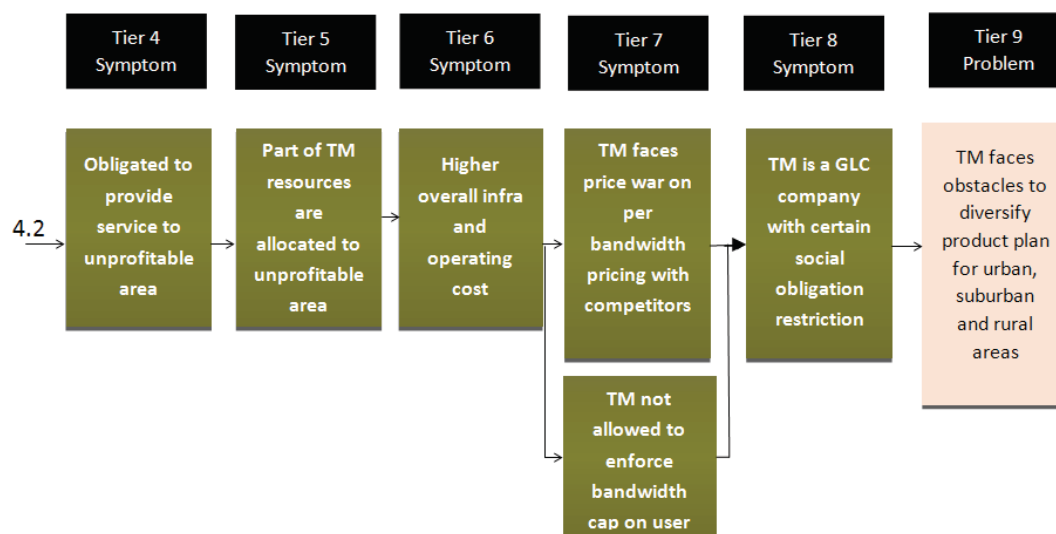 Tier 4
Symptom
Tier 5
Symptom
Tier 6
Symptom
Tier 7
Symptom
Tier 8
Symptom
Tier 9
Problem
4.2
Obligated to
provide
service to
unprofitable
area
Part of TM
resources
are
allocated to
unprofitable
area
Higher
overall infra
and
operating
cost
TM faces
price war on
per
bandwidth
pricing with
competitors
TM not
allowed to
enforce
bandwidth
cap on user
TM is a GLC
company
with certain
social
obligation
restriction
TM faces
obstacles to
diversify
product plan
for urban,
suburban
and rural
areas